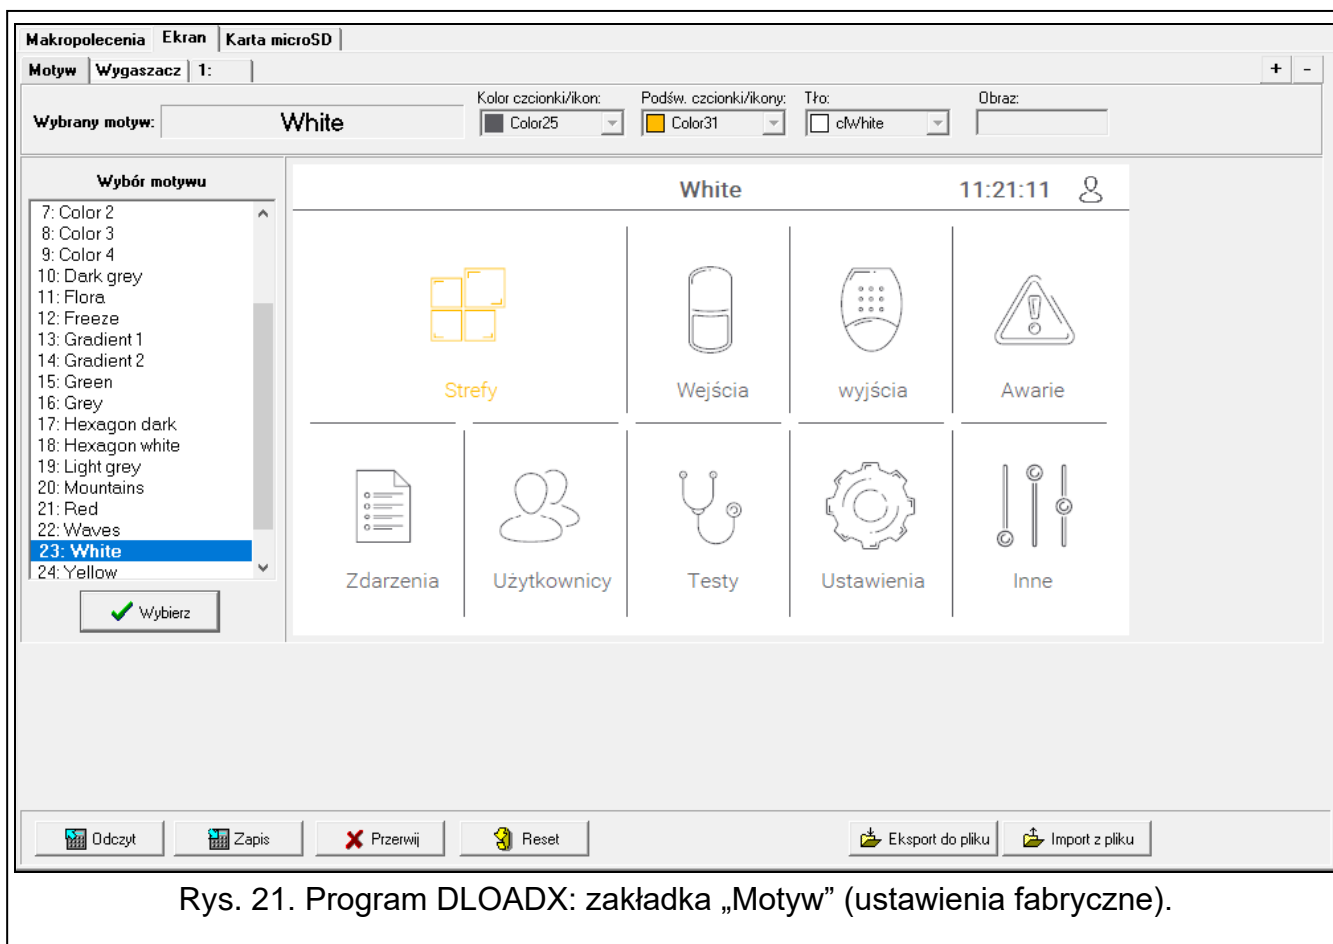 Makropolecenia Ekran Karta microSD
Motyw Wygaszacz 1: + -
Kolor czcionki/ikon: Podśw. czcionki/ikony: Tło: Obraz:
Wybrany motyw: White Color25 Color31 clWhite
Wybór motywu
7: Color 2
8: Color 3
9: Color 4
10: Dark grey
11: Flora
12: Freeze
13: Gradient 1
14: Gradient 2
15: Green
16: Grey
17: Hexagon dark
18: Hexagon white
19: Light grey
20: Mountains
21: Red
22: Waves
23: White
24: Yellow
Wybierz
White 11:21:11
Strefy Wejścia wyjścia Awarie
Zdarzenia Użytkownicy Testy Ustawienia Inne
Odczyt Zapis Przerwij Reset Eksport do pliku Import z pliku
Rys. 21. Program DLOADX: zakładka „Motyw” (ustawienia fabryczne).